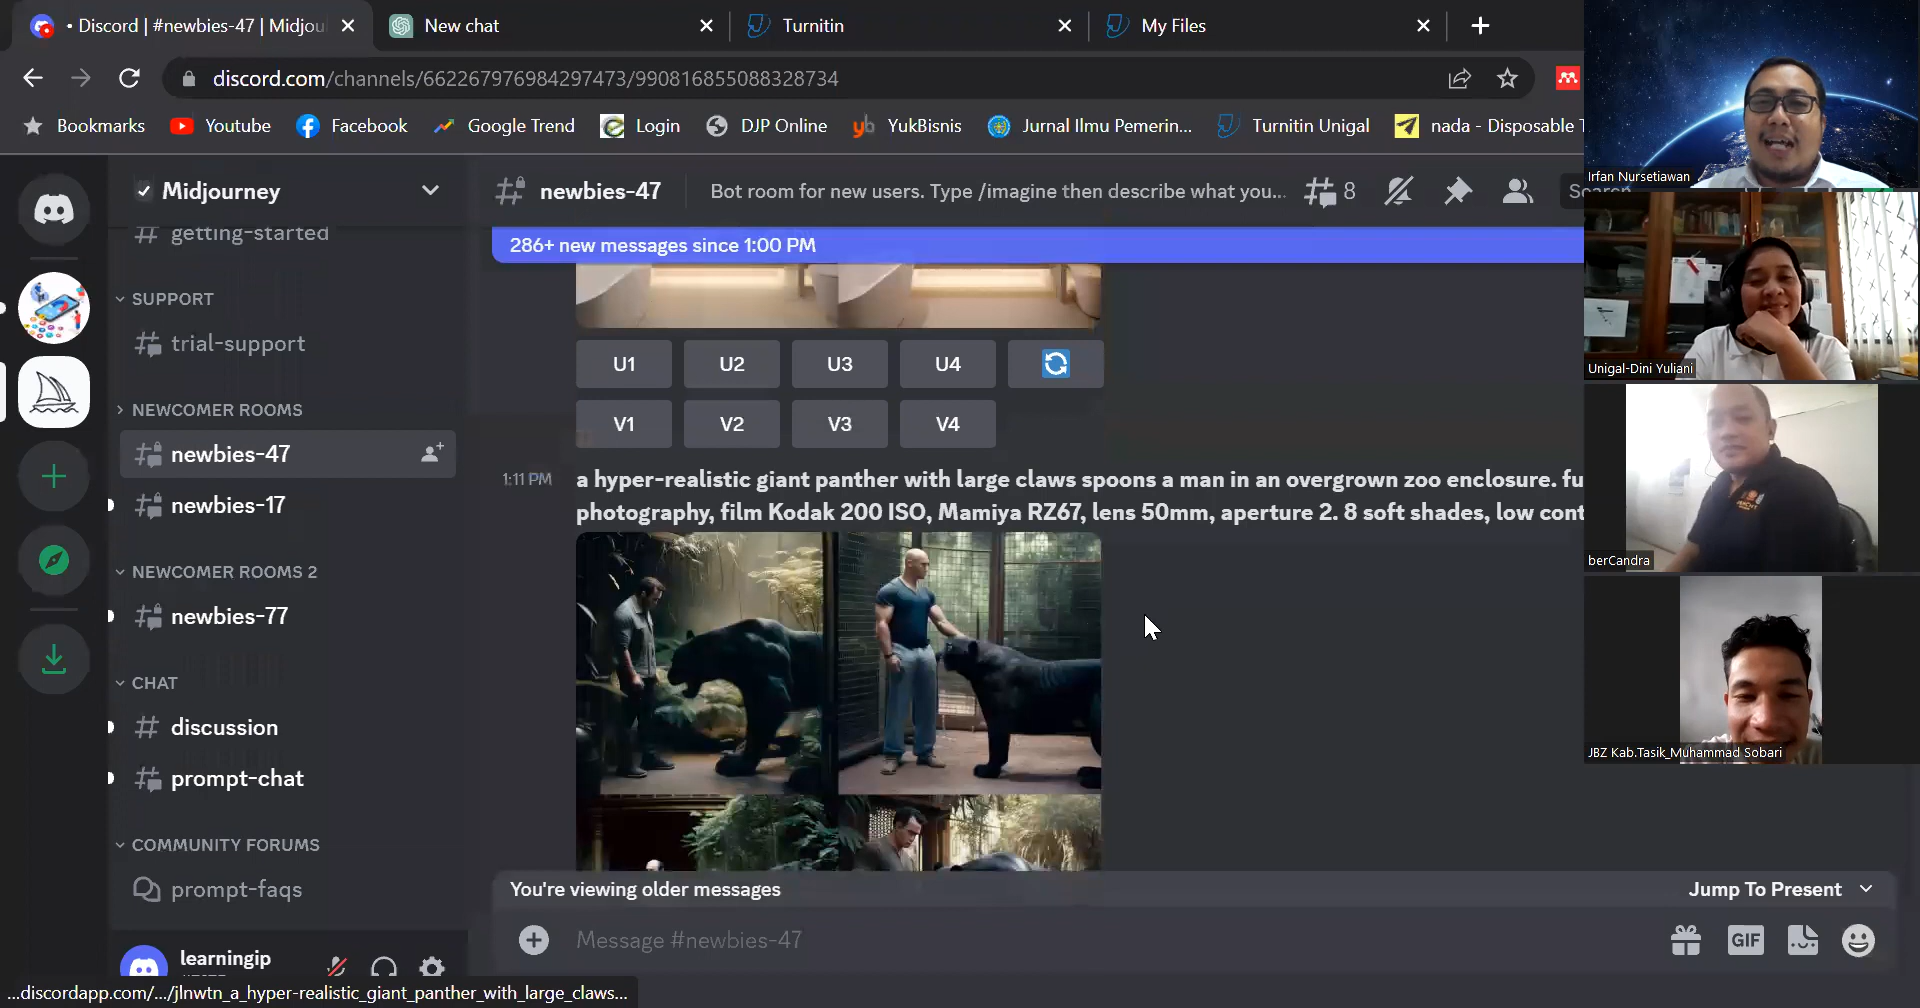 • Discord | #newbies-47 | Midjou
New chat
Turnitin
My Files
discord.com/channels/662267976984297473/990816855088328734
Bookmarks
Youtube
Facebook
Google Trend
Login
DJP Online
YukBisnis
Jurnal Ilmu Pemerin...
Turnitin Unigal
nada - Disposable T
Irfan Nursetiawan
Midjourney
getting-started
SUPPORT
trial-support
NEWCOMER ROOMS
newbies-47
newbies-17
NEWCOMER ROOMS 2
newbies-77
CHAT
discussion
prompt-chat
COMMUNITY FORUMS
prompt-faqs
learningip
newbies-47
Bot room for new users. Type /imagine then describe what you...
8
286+ new messages since 1:00 PM
U1 U2 U3 U4
V1 V2 V3 V4
1:11 PM
a hyper-realistic giant panther with large claws spoons a man in an overgrown zoo enclosure. fu
photography, film Kodak 200 ISO, Mamiya RZ67, lens 50mm, aperture 2. 8 soft shades, low cont
You're viewing older messages
Jump To Present
Message #newbies-47
GIF
Unigal-Dini Yuliani
berCandra
JBZ Kab.Tasik_Muhammad Sobari
...discordapp.com/.../jlnwtn_a_hyper-realistic_giant_panther_with_large_claws...